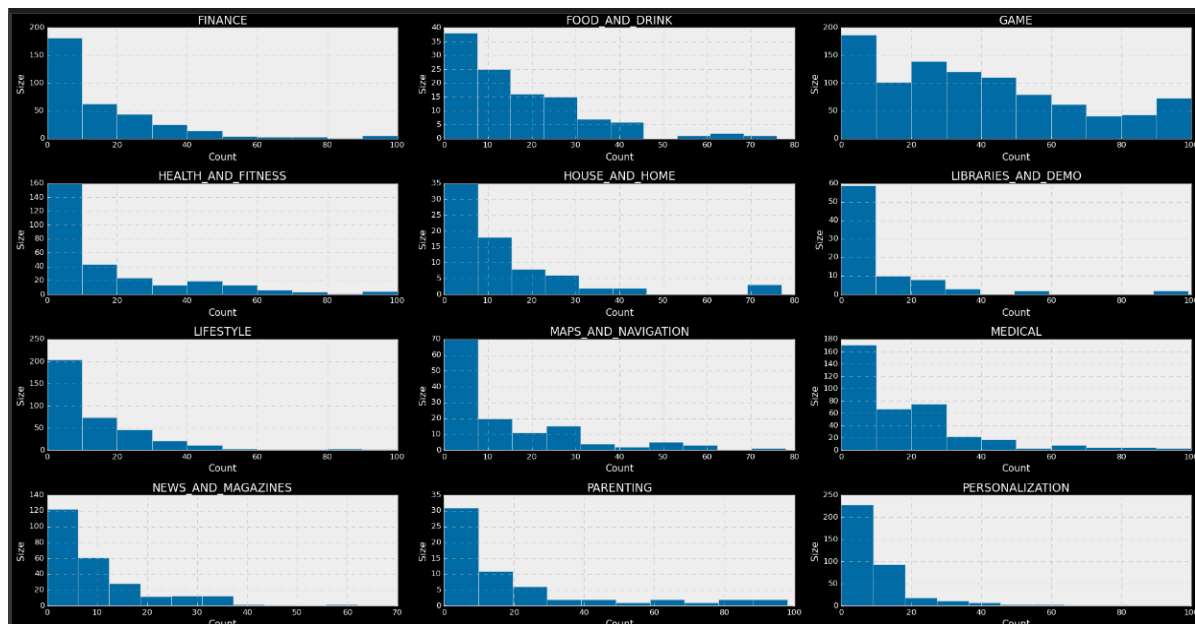 FINANCE
200
150
100
50
0
Size
0 20 40 60 80 100
Count
FOOD_AND_DRINK
40
35
30
25
20
15
10
5
0
Size
0 10 20 30 40 50 60 70 80
Count
GAME
200
150
100
50
0
Size
0 20 40 60 80 100
Count
HEALTH_AND_FITNESS
160
140
120
100
80
60
40
20
0
Size
0 20 40 60 80 100
Count
HOUSE_AND_HOME
35
30
25
20
15
10
5
0
Size
0 10 20 30 40 50 60 70 80
Count
LIBRARIES_AND_DEMO
60
50
40
30
20
10
0
Size
0 20 40 60 80 100
Count
LIFESTYLE
250
200
150
100
50
0
Size
0 20 40 60 80 100
Count
MAPS_AND_NAVIGATION
70
60
50
40
30
20
10
0
Size
0 10 20 30 40 50 60 70 80
Count
MEDICAL
180
160
140
120
100
80
60
40
20
0
Size
0 20 40 60 80 100
Count
NEWS_AND_MAGAZINES
140
120
100
80
60
40
20
0
Size
0 10 20 30 40 50 60 70
Count
PARENTING
35
30
25
20
15
10
5
0
Size
0 20 40 60 80 100
Count
PERSONALIZATION
250
200
150
100
50
0
Size
0 20 40 60 80 100
Count